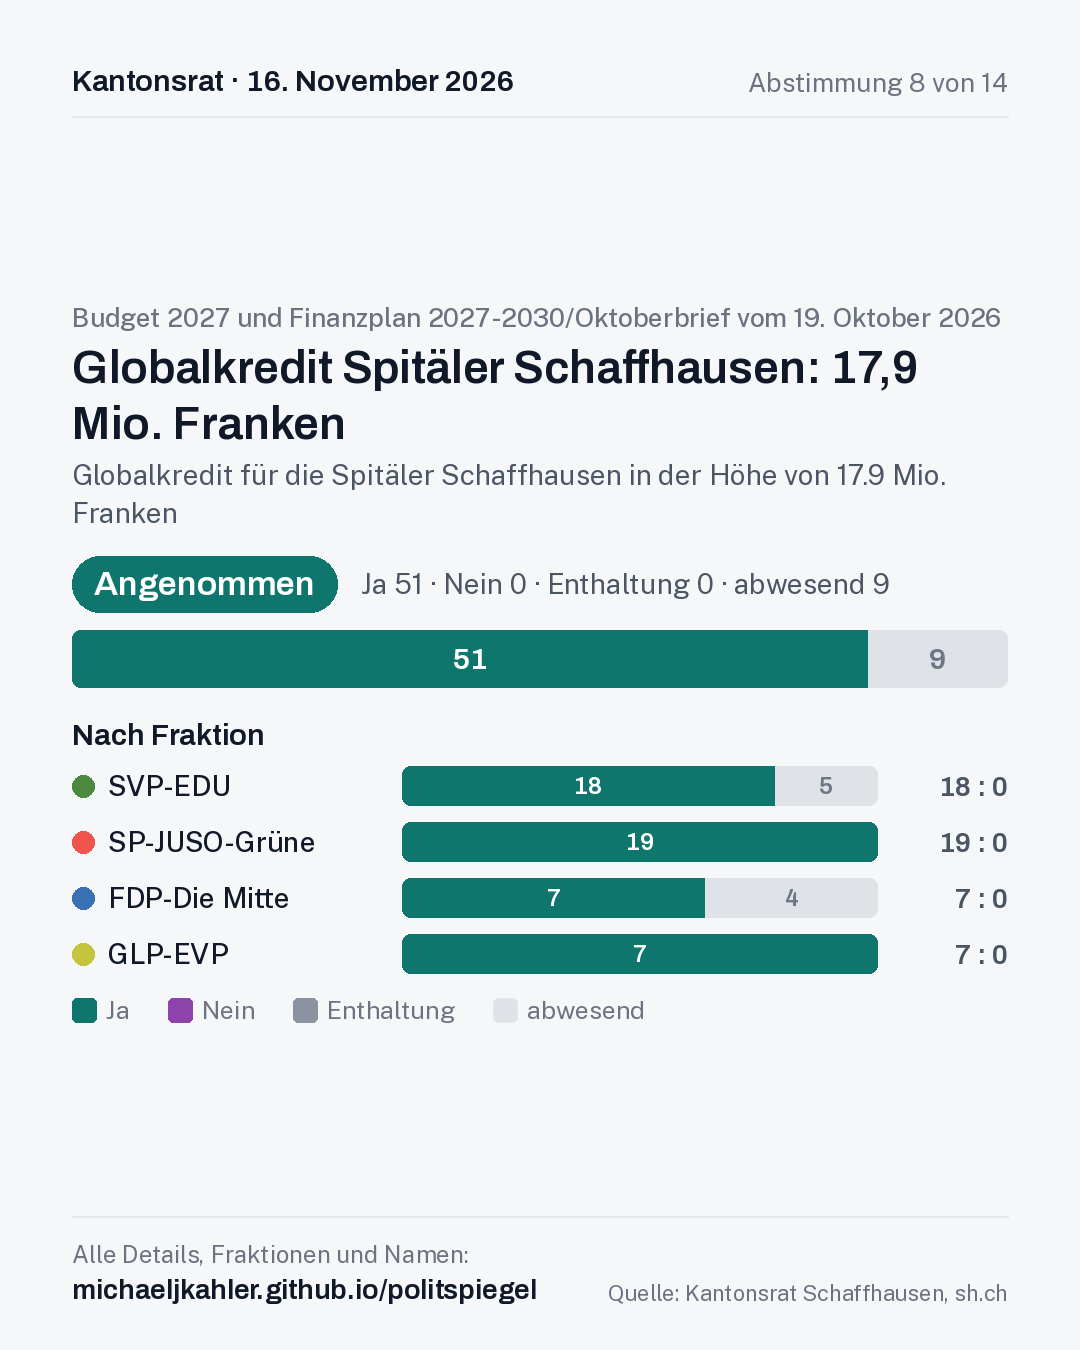 Kantonsrat · 16. November 2026
Abstimmung 8 von 14
Budget 2027 und Finanzplan 2027-2030/Oktoberbrief vom 19. Oktober 2026
Globalkredit Spitäler Schaffhausen: 17,9
Mio. Franken
Globalkredit für die Spitäler Schaffhausen in der Höhe von 17.9 Mio.
Franken
Angenommen
Ja 51 · Nein 0 · Enthaltung 0 · abwesend 9
51 9
Nach Fraktion
SVP-EDU 18 5 18 : 0
SP-JUSO-Grüne 19 19 : 0
FDP-Die Mitte 7 4 7 : 0
GLP-EVP 7 7 : 0
Ja Nein Enthaltung abwesend
Alle Details, Fraktionen und Namen:
michaeljkahler.github.io/politspiegel
Quelle: Kantonsrat Schaffhausen, sh.ch